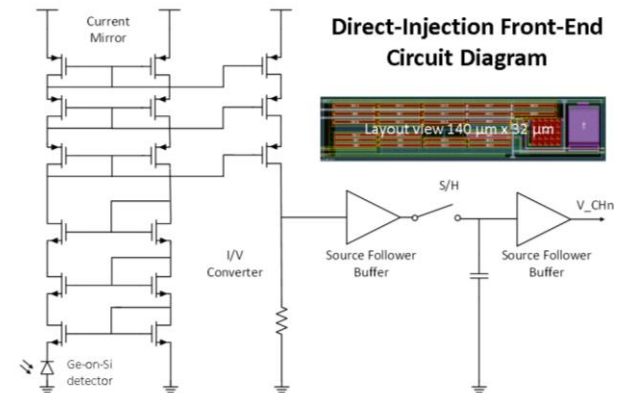 Current
Mirror
Direct-Injection Front-End
Circuit Diagram
Layout view 140 µm x 32 µm
S/H
V_CHn
I/V
Converter
Source Follower
Buffer
Source Follower
Buffer
Ge-on-Si
detector